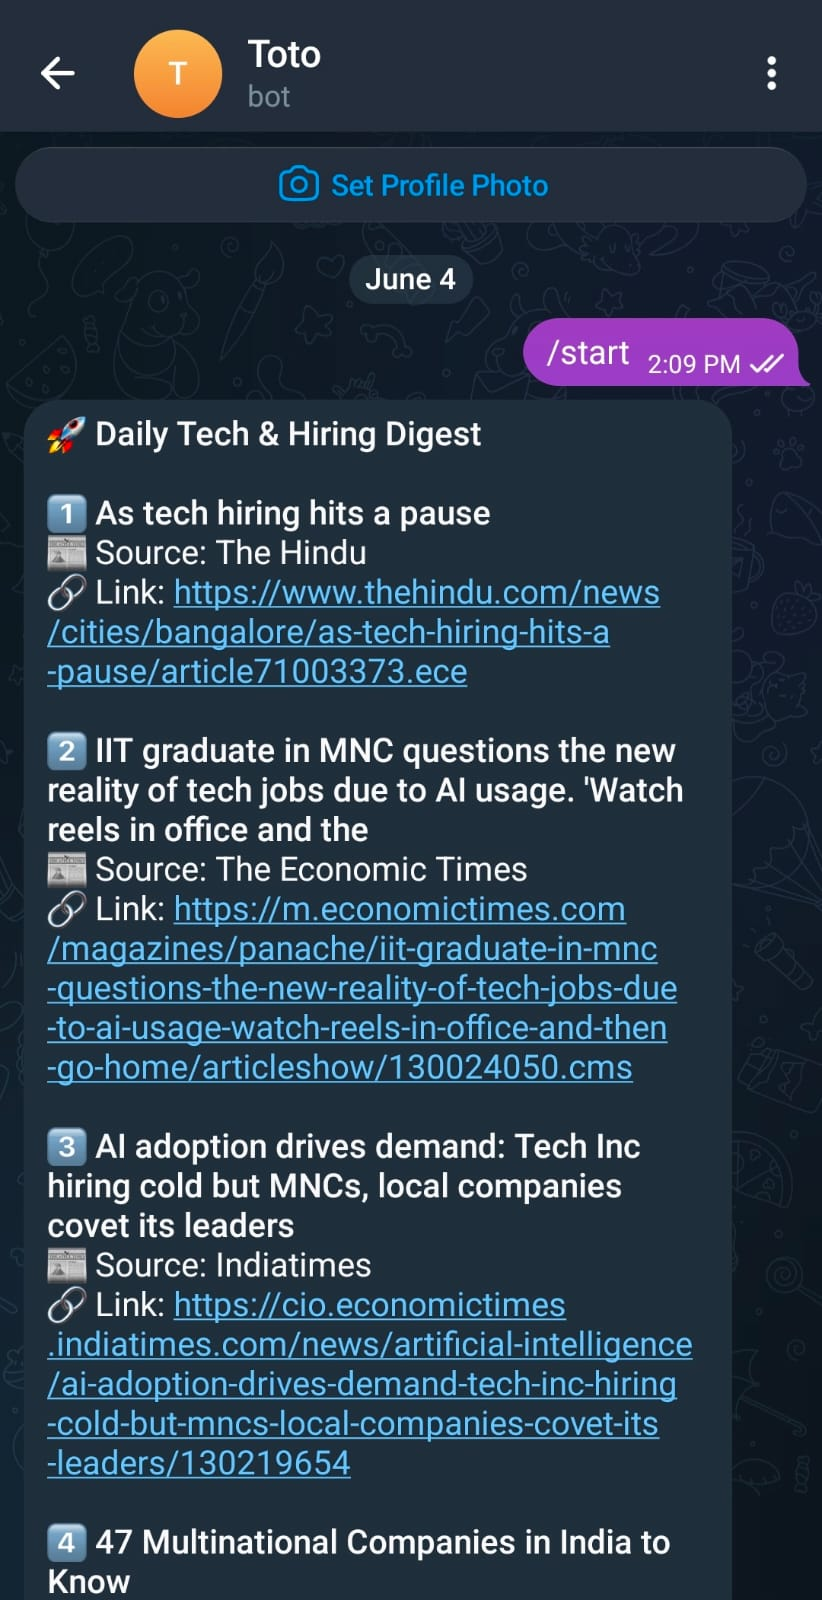 T
Toto
bot
Set Profile Photo
June 4
/start 2:09 PM
🚀 Daily Tech & Hiring Digest
1️⃣ As tech hiring hits a pause
📰 Source: The Hindu
🔗 Link: https://www.thehindu.com/news
/cities/bangalore/as-tech-hiring-hits-a
-pause/article71003373.ece
2️⃣ IIT graduate in MNC questions the new
reality of tech jobs due to AI usage. 'Watch
reels in office and the
📰 Source: The Economic Times
🔗 Link: https://m.economictimes.com
/magazines/panache/iit-graduate-in-mnc
-questions-the-new-reality-of-tech-jobs-due
-to-ai-usage-watch-reels-in-office-and-then
-go-home/articleshow/130024050.cms
3️⃣ AI adoption drives demand: Tech Inc
hiring cold but MNCs, local companies
covet its leaders
📰 Source: Indiatimes
🔗 Link: https://cio.economictimes
.indiatimes.com/news/artificial-intelligence
/ai-adoption-drives-demand-tech-inc-hiring
-cold-but-mncs-local-companies-covet-its
-leaders/130219654
4️⃣ 47 Multinational Companies in India to
Know